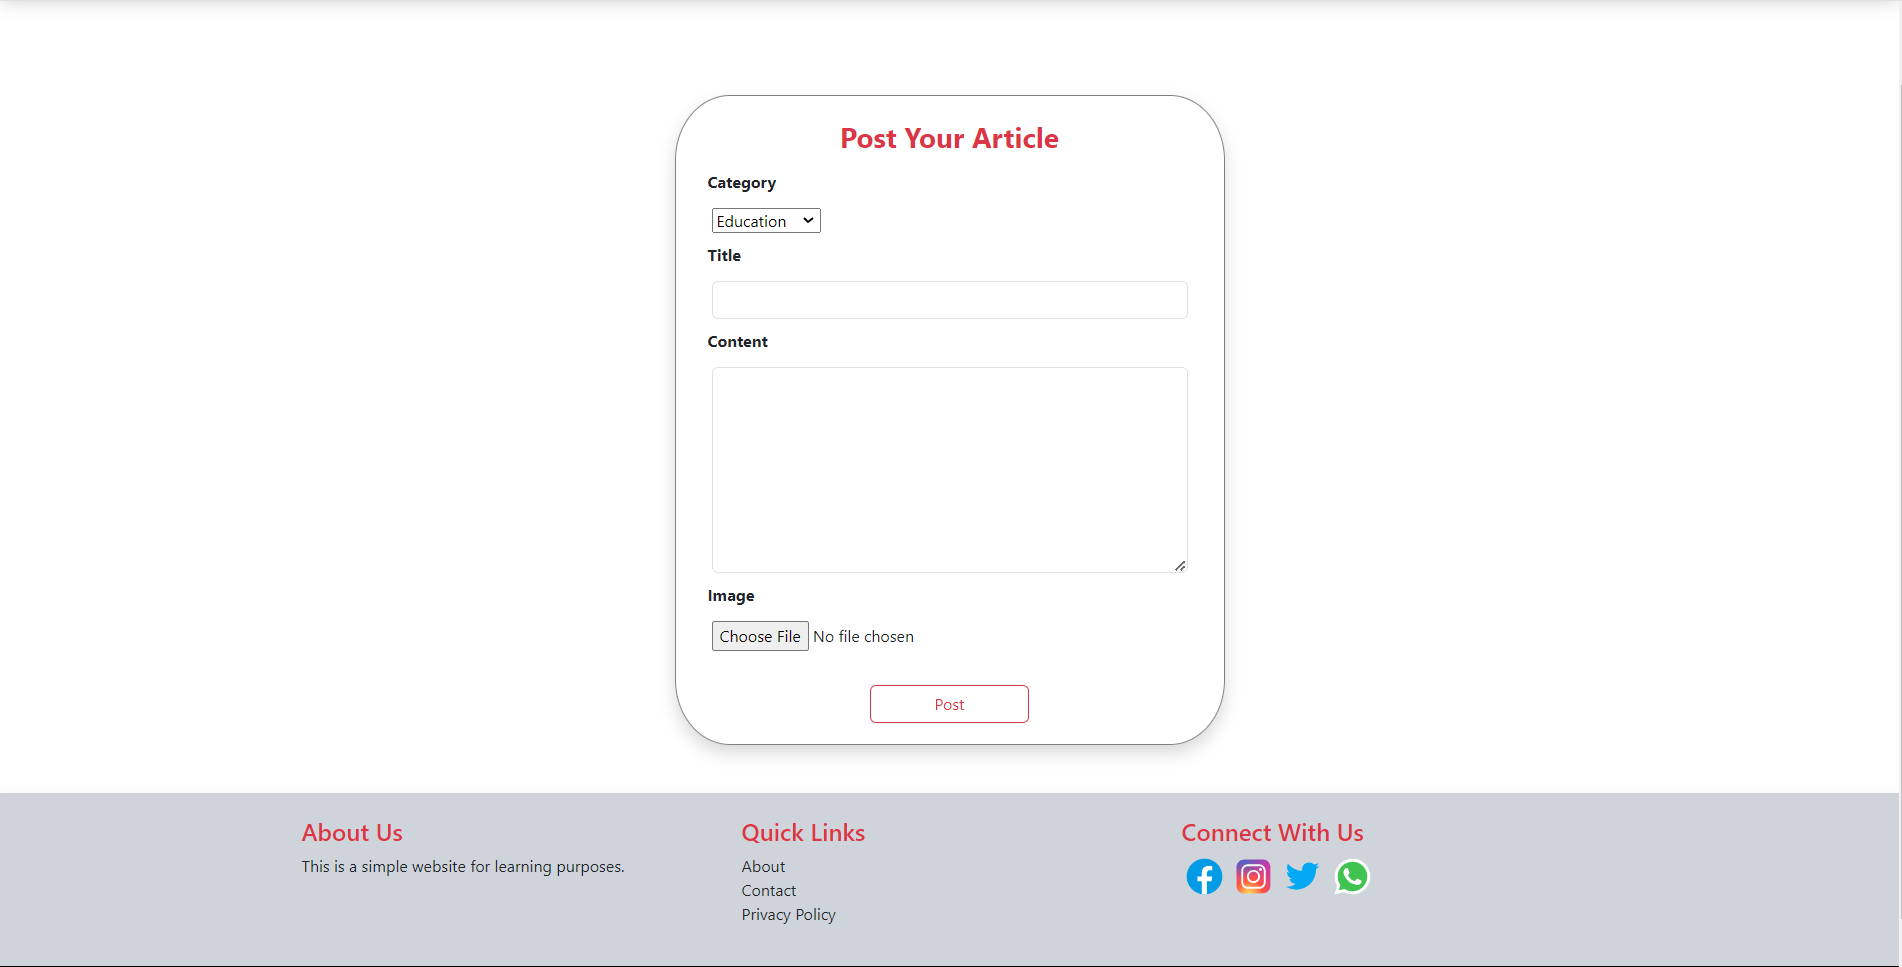 Post Your Article
Category
Education
Title
Content
Image
Choose File No file chosen
Post
About Us
This is a simple website for learning purposes.
Quick Links
About
Contact
Privacy Policy
Connect With Us